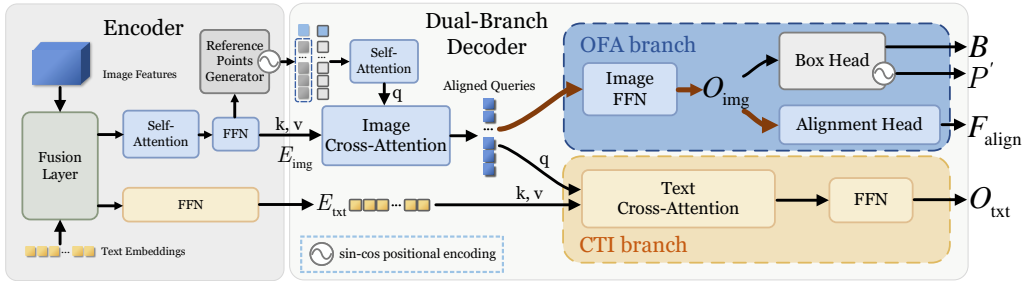 Encoder
Image Features
Reference
Points
Generator
Fusion
Layer
Self-
Attention
FFN
FFN
Text Embeddings
Dual-Branch
Decoder
Self-
Attention
q
k, v
E_img
Image
Cross-Attention
Aligned Queries
E_txt
k, v
q
sin-cos positional encoding
OFA branch
Image
FFN
O_img
Box Head
Alignment Head
Text
Cross-Attention
FFN
CTI branch
B
P'
F_align
O_txt